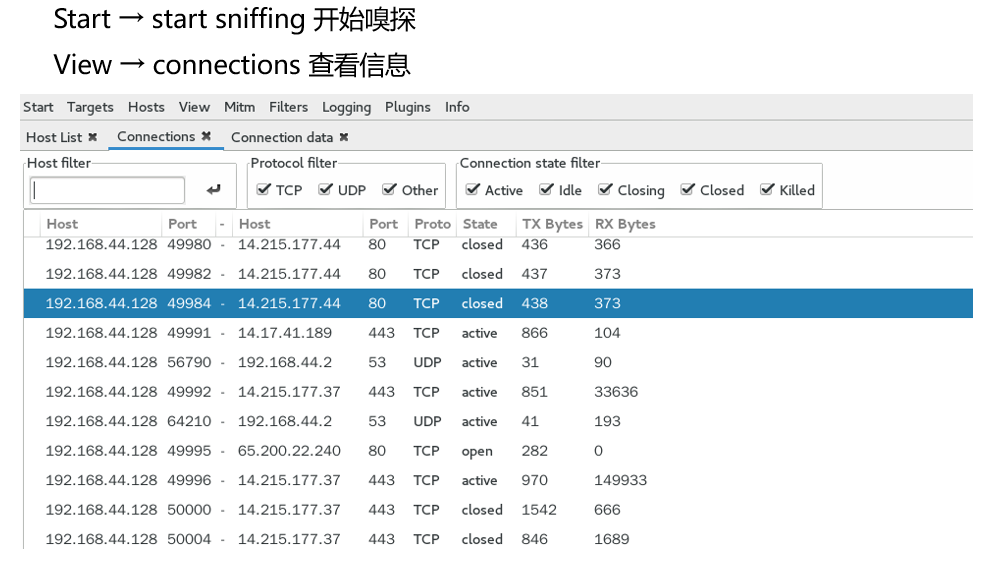 Start → start sniffing 开始嗅探
View → connections 查看信息
Start Targets Hosts View Mitm Filters Logging Plugins Info
Host List ✖ Connections ✖ Connection data ✖
Host filter Protocol filter Connection state filter
TCP UDP Other Active Idle Closing Closed Killed
Host Port - Host Port Proto State TX Bytes RX Bytes
192.168.44.128 49980 - 14.215.177.44 80 TCP closed 436 366
192.168.44.128 49982 - 14.215.177.44 80 TCP closed 437 373
192.168.44.128 49984 - 14.215.177.44 80 TCP closed 438 373
192.168.44.128 49991 - 14.17.41.189 443 TCP active 866 104
192.168.44.128 56790 - 192.168.44.2 53 UDP active 31 90
192.168.44.128 49992 - 14.215.177.37 443 TCP active 851 33636
192.168.44.128 64210 - 192.168.44.2 53 UDP active 41 193
192.168.44.128 49995 - 65.200.22.240 80 TCP open 282 0
192.168.44.128 49996 - 14.215.177.37 443 TCP active 970 149933
192.168.44.128 50000 - 14.215.177.37 443 TCP closed 1542 666
192.168.44.128 50004 - 14.215.177.37 443 TCP closed 846 1689